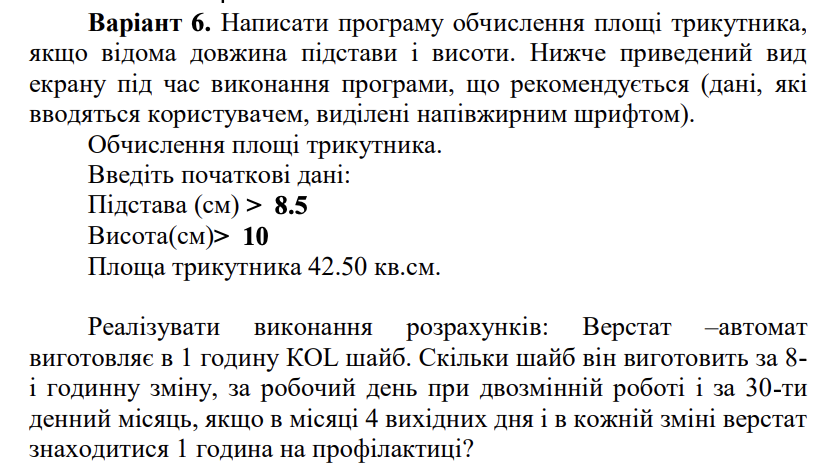 Варіант 6. Написати програму обчислення площі трикутника,
якщо відома довжина підстави і висоти. Нижче приведений вид
екрану під час виконання програми, що рекомендується (дані, які
вводяться користувачем, виділені напівжирним шрифтом).
Обчислення площі трикутника.
Введіть початкові дані:
Підстава (см) > 8.5
Висота(см)> 10
Площа трикутника 42.50 кв.см.
Реалізувати виконання розрахунків: Верстат –автомат
виготовляє в 1 годину KOL шайб. Скільки шайб він виготовить за 8-
і годинну зміну, за робочий день при двозмінній роботі і за 30-ти
денний місяць, якщо в місяці 4 вихідних дня і в кожній зміні верстат
знаходитися 1 година на профілактиці?